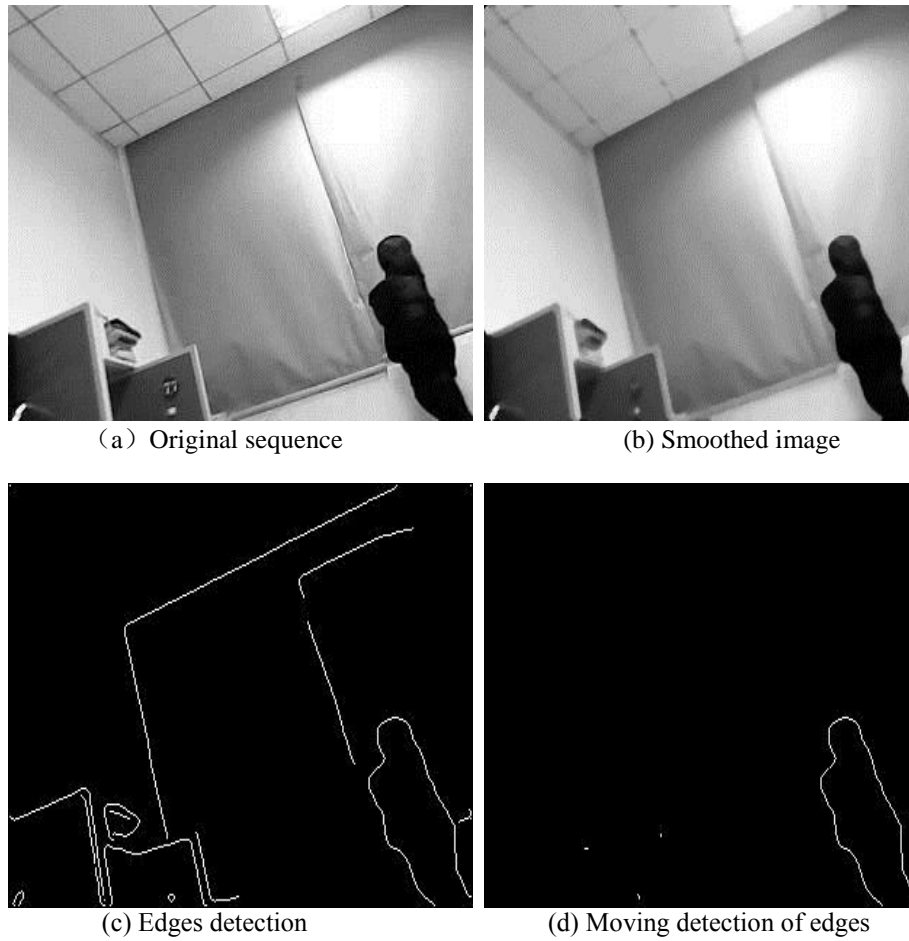 （a）Original sequence
(b) Smoothed image
(c) Edges detection
(d) Moving detection of edges